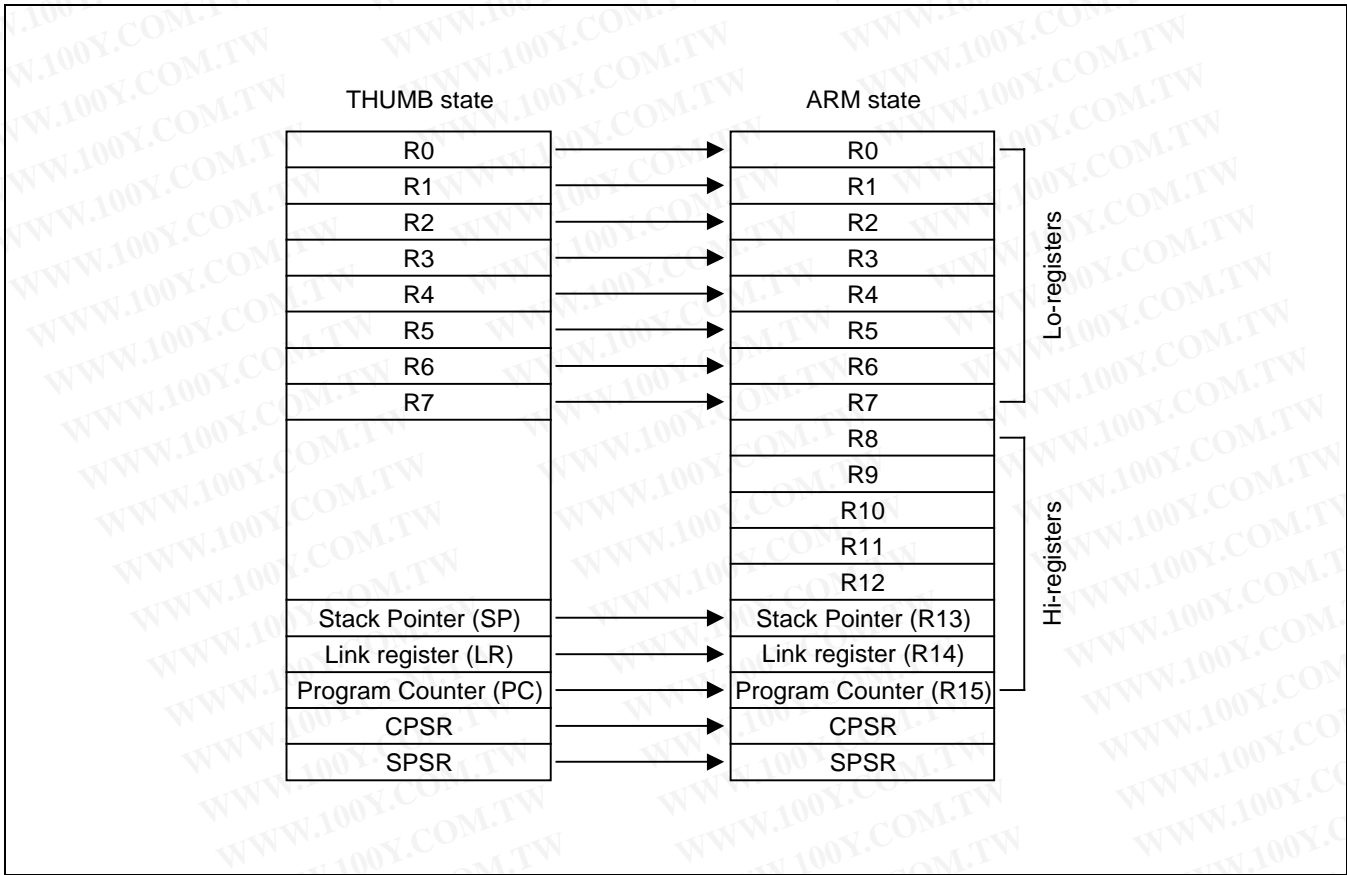 THUMB state
ARM state
R0
R1
R2
R3
R4
R5
R6
R7
Stack Pointer (SP)
Link register (LR)
Program Counter (PC)
CPSR
SPSR
R0
R1
R2
R3
R4
R5
R6
R7
R8
R9
R10
R11
R12
Stack Pointer (R13)
Link register (R14)
Program Counter (R15)
CPSR
SPSR
Lo-registers
Hi-registers
WWW.100Y.COM.TW